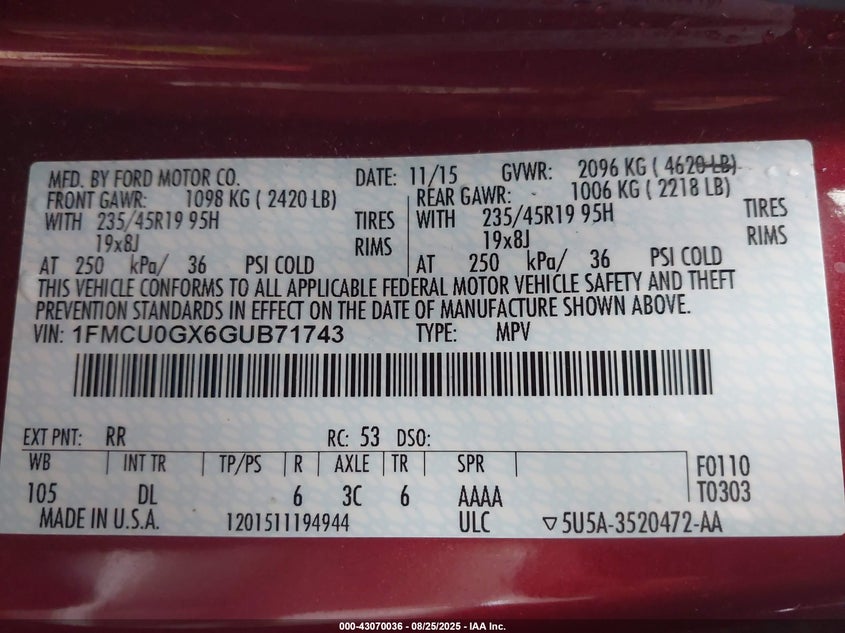 MFD. BY FORD MOTOR CO. DATE: 11/15 GVWR: 2096 KG ( 4620 LB)
FRONT GAWR: 1098 KG ( 2420 LB) REAR GAWR: 1006 KG ( 2218 LB)
WITH 235/45R19 95H TIRES WITH 235/45R19 95H TIRES
19x8J RIMS 19x8J RIMS
AT 250 kPa/ 36 PSI COLD AT 250 kPa/ 36 PSI COLD
THIS VEHICLE CONFORMS TO ALL APPLICABLE FEDERAL MOTOR VEHICLE SAFETY AND THEFT
PREVENTION STANDARDS IN EFFECT ON THE DATE OF MANUFACTURE SHOWN ABOVE.
VIN: 1FMCU0GX6GUB71743 TYPE: MPV
EXT PNT: RR RC: 53 DSO:
WB INT TR TP/PS R AXLE TR SPR F0110
105 DL 6 3C 6 AAAA T0303
MADE IN U.S.A. 1201511194944 ULC ▽5U5A-3520472-AA
000-43070036 - 08/25/2025 - IAA Inc.